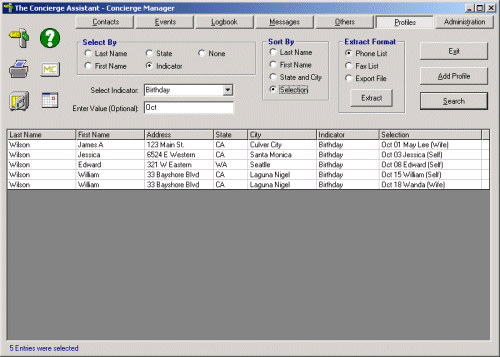 The Concierge Assistant - Concierge Manager
Contacts Events Logbook Messages Others Profiles Administration
Select By
Last Name State None
First Name Indicator
Sort By
Last Name
First Name
State and City
Selection
Extract Format
Phone List
Fax List
Export File
Extract
Exit
Add Profile
Search
MC
Select Indicator: Birthday
Enter Value (Optional): Oct
Last Name First Name Address State City Indicator Selection
Wilson James A 123 Main St. CA Culver City Birthday Oct 01 May Lee (Wife)
Wilson Jessica 6524 E Western CA Santa Monica Birthday Oct 03 Jessica (Self)
Wilson Edward 321 W Eastern WA Seattle Birthday Oct 08 Edward (Self)
Wilson William 33 Bayshore Blvd CA Laguna Nigel Birthday Oct 15 William (Self)
Wilson William 33 Bayshore Blvd CA Laguna Nigel Birthday Oct 18 Wanda (Wife)
5 Entries were selected